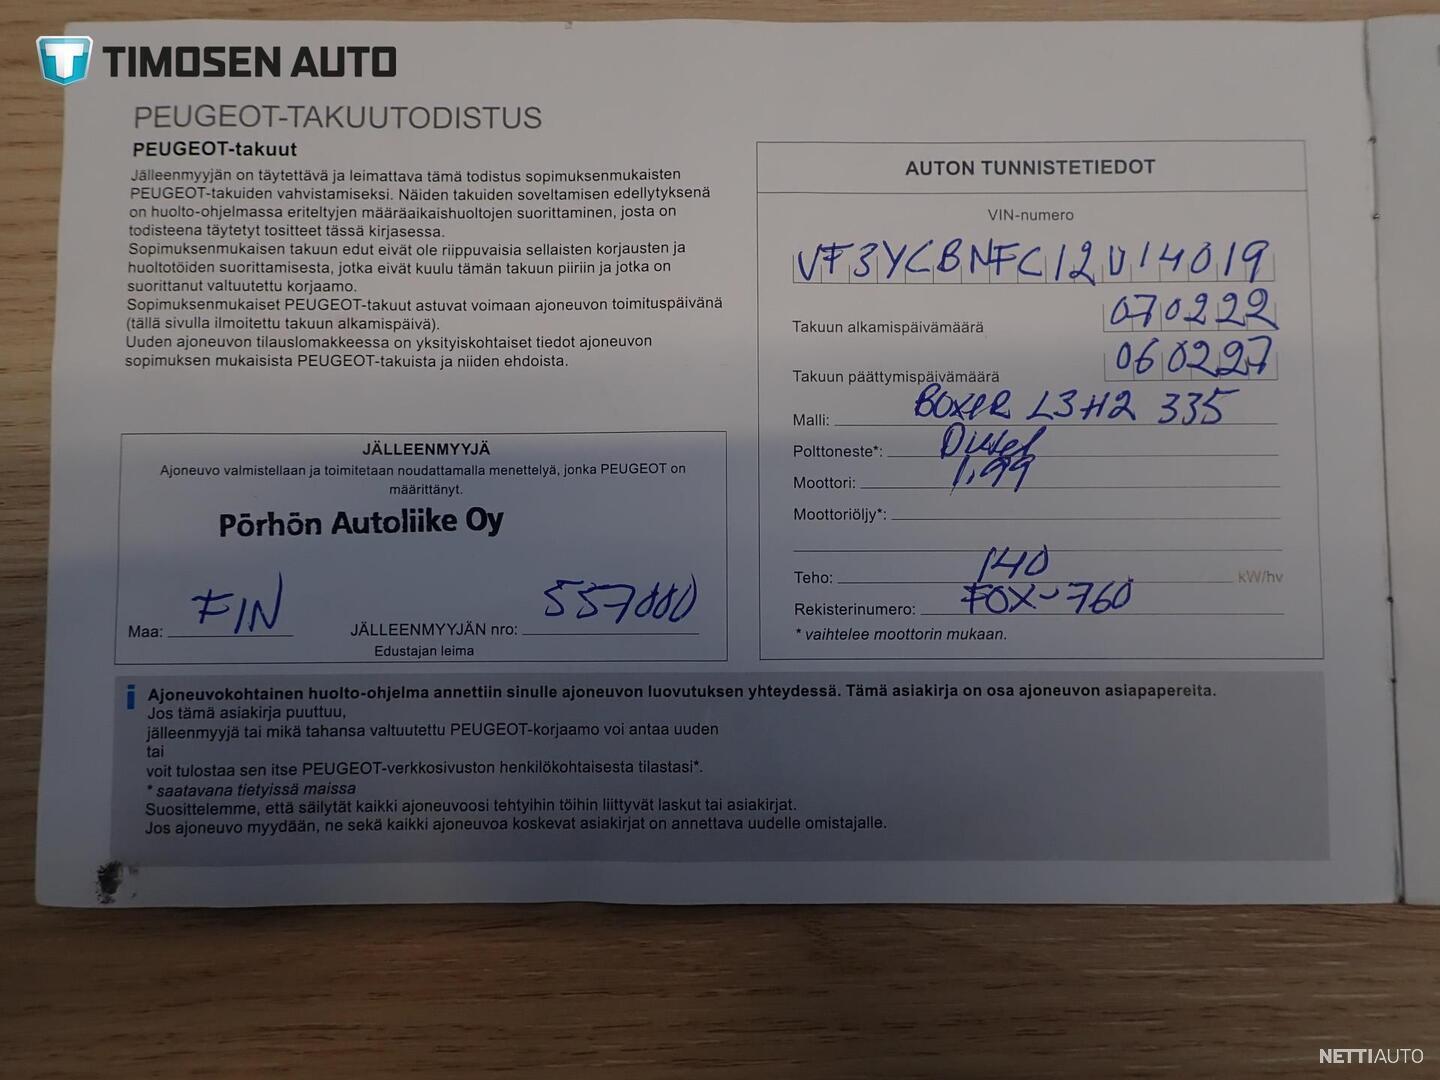 TIMOSEN AUTO
PEUGEOT-TAKUUTODISTUS
PEUGEOT-takuut
Jälleenmyyjän on täytettävä ja leimattava tämä todistus sopimuksenmukaisten
PEUGEOT-takuiden vahvistamiseksi. Näiden takuiden soveltamisen edellytyksenä
on huolto-ohjelmassa eriteltyjen määräaikaishuoltojen suorittaminen, josta on
todisteena täytetyt tositteet tässä kirjasessa.
Sopimuksenmukaisen takuun edut eivät ole riippuvaisia sellaisten korjausten ja
huoltotöiden suorittamisesta, jotka eivät kuulu tämän takuun piiriin ja jotka on
suorittanut valtuutettu korjaamo.
Sopimuksenmukaiset PEUGEOT-takuut astuvat voimaan ajoneuvon toimituspäivänä
(tällä sivulla ilmoitettu takuun alkamispäivä).
Uuden ajoneuvon tilauslomakkeessa on yksityiskohtaiset tiedot ajoneuvon
sopimuksen mukaisista PEUGEOT-takuista ja niiden ehdoista.
JÄLLEENMYYJÄ
Ajoneuvo valmistellaan ja toimitetaan noudattamalla menettelyä, jonka PEUGEOT on
määrittänyt.
Pörhön Autoliike Oy
Maa: FIN JÄLLEENMYYJÄN nro: 557000
Edustajan leima
AUTON TUNNISTETIEDOT
VIN-numero
VF3YCBNFC12U14019
Takuun alkamispäivämäärä 070222
Takuun päättymispäivämäärä 060227
Malli: BOXER L3H2 335
Polttoneste*: Diesel
Moottori: 1,99
Moottoriöljy*:
Teho: 140 kW/hv
Rekisterinumero: FOX-760
* vaihtelee moottorin mukaan.
i Ajoneuvokohtainen huolto-ohjelma annettiin sinulle ajoneuvon luovutuksen yhteydessä. Tämä asiakirja on osa ajoneuvon asiapapereita.
Jos tämä asiakirja puuttuu,
jälleenmyyjä tai mikä tahansa valtuutettu PEUGEOT-korjaamo voi antaa uuden
tai
voit tulostaa sen itse PEUGEOT-verkkosivuston henkilökohtaisesta tilastasi*.
* saatavana tietyissä maissa
Suosittelemme, että säilytät kaikki ajoneuvoosi tehtyihin töihin liittyvät laskut tai asiakirjat.
Jos ajoneuvo myydään, ne sekä kaikki ajoneuvoa koskevat asiakirjat on annettava uudelle omistajalle.
NETTIAUTO